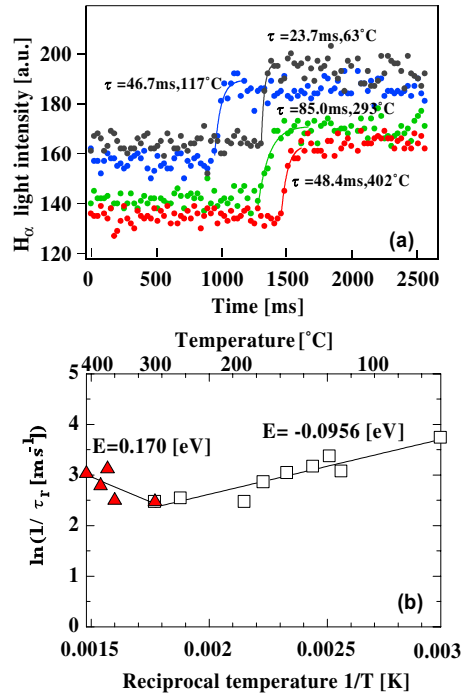 τ =23.7ms,63˚C
τ =46.7ms,117˚C
τ =85.0ms,293˚C
τ =48.4ms,402˚C
(a)
H α light intensity [a.u.]
200
180
160
140
120
0 500 1000 1500 2000 2500
Time [ms]
Temperature [˚C]
400 300 200 100
E=0.170 [eV]
E= -0.0956 [eV]
(b)
ln(1/ τ r [ms-1])
5
4
3
2
1
0
0.0015 0.002 0.0025 0.003
Reciprocal temperature 1/T [K]